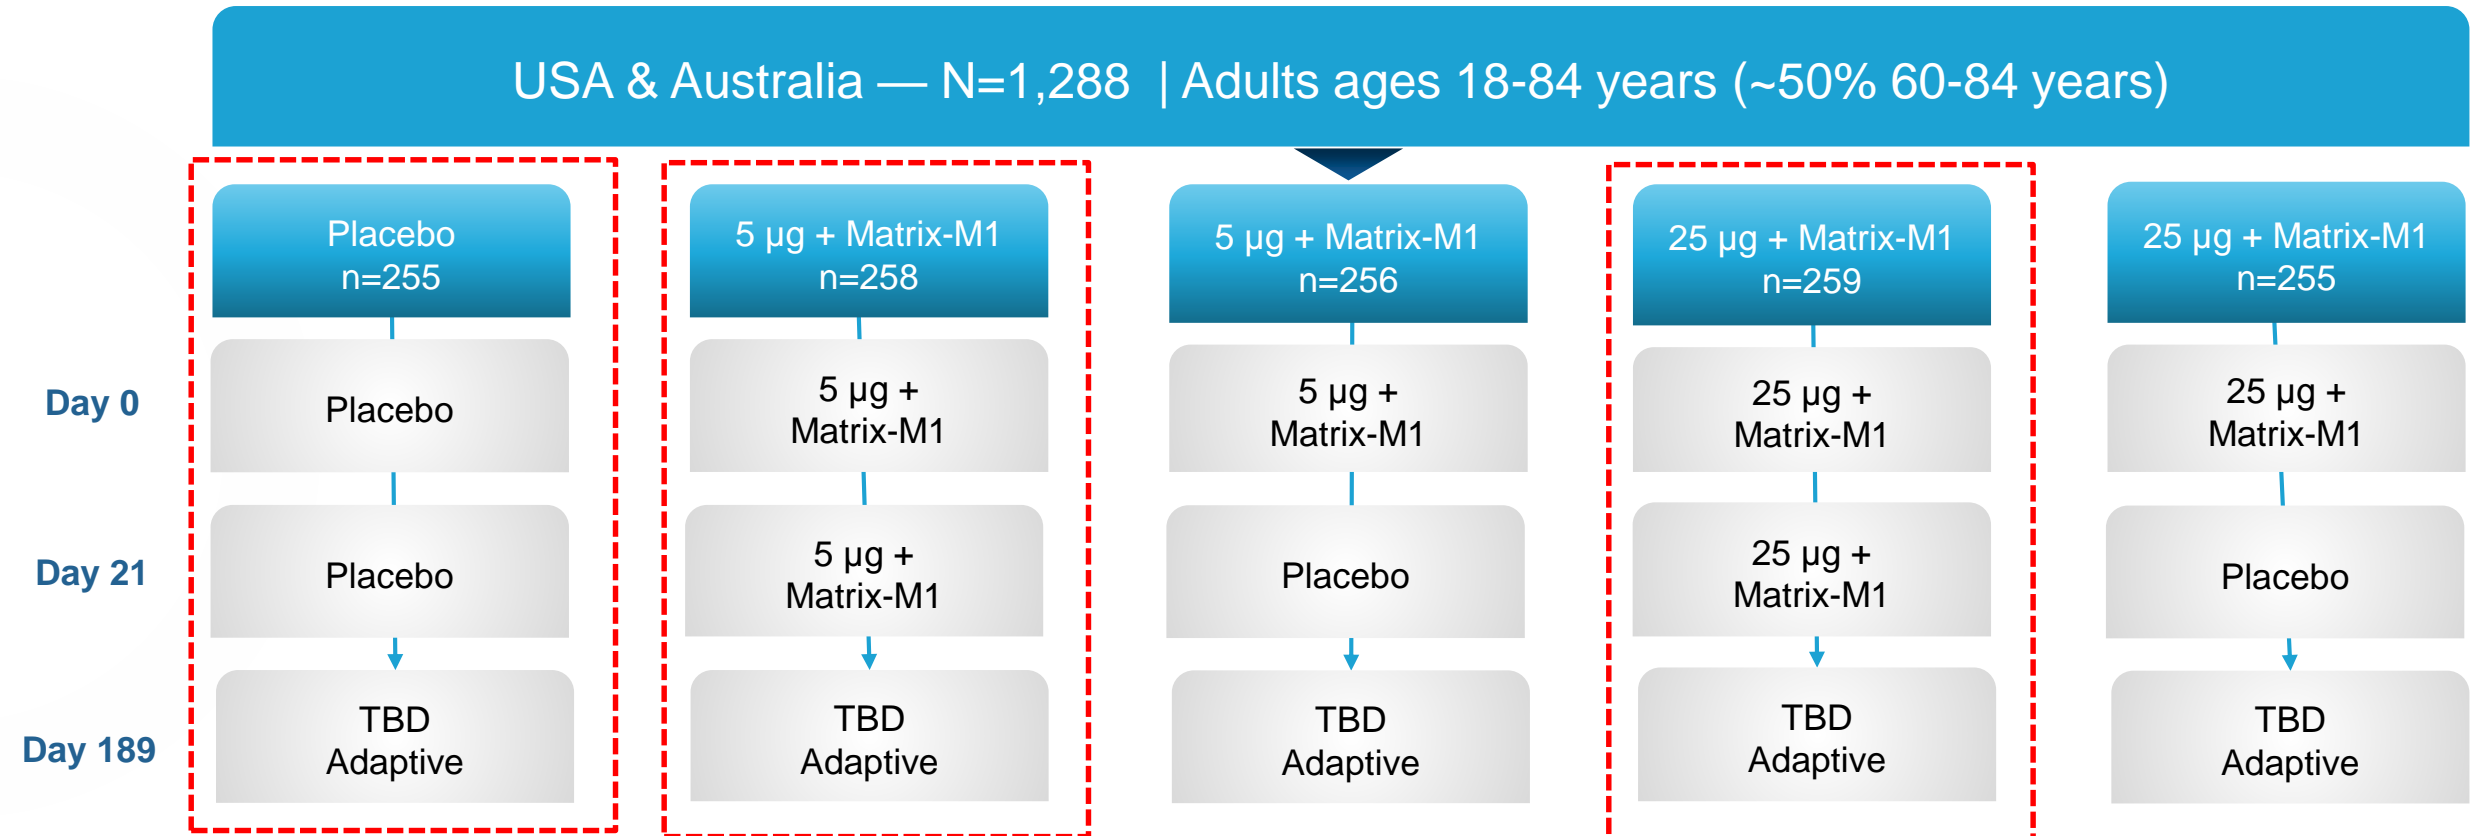 USA & Australia — N=1,288 | Adults ages 18-84 years (~50% 60-84 years)
Placebo
n=255
5 µg + Matrix-M1
n=258
5 µg + Matrix-M1
n=256
25 µg + Matrix-M1
n=259
25 µg + Matrix-M1
n=255
Day 0
Placebo
5 µg +
Matrix-M1
5 µg +
Matrix-M1
25 µg +
Matrix-M1
25 µg +
Matrix-M1
Day 21
Placebo
5 µg +
Matrix-M1
Placebo
25 µg +
Matrix-M1
Placebo
Day 189
TBD
Adaptive
TBD
Adaptive
TBD
Adaptive
TBD
Adaptive
TBD
Adaptive